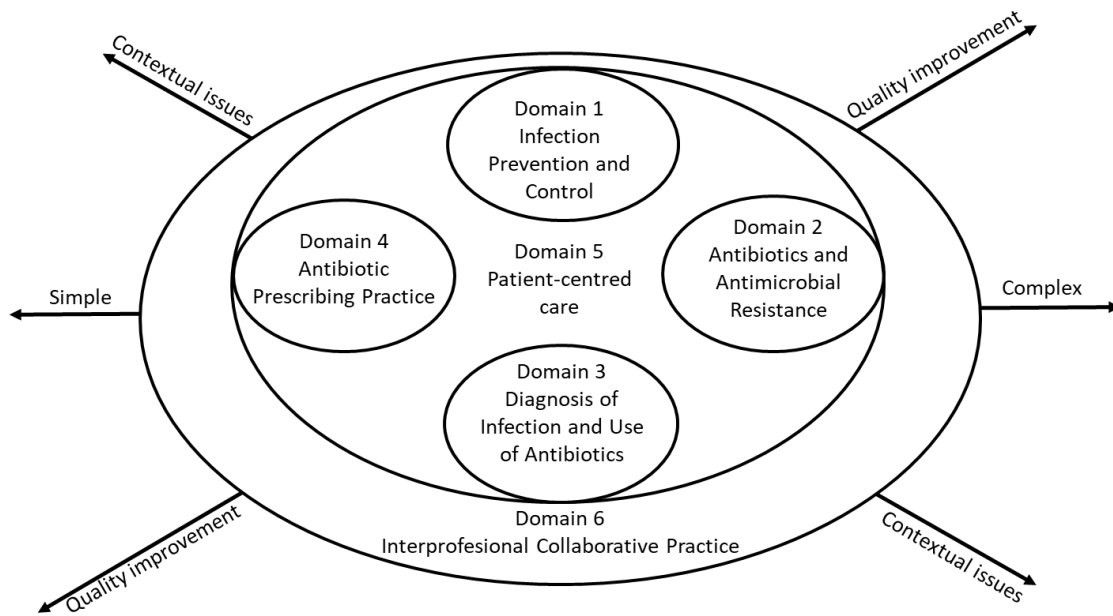 Contextual issues
Quality improvement
Domain 1
Infection
Prevention and
Control
Domain 4
Antibiotic
Prescribing Practice
Domain 5
Patient-centred
care
Domain 2
Antibiotics and
Antimicrobial
Resistance
Simple
Complex
Domain 3
Diagnosis of
Infection and Use
of Antibiotics
Domain 6
Interprofesional Collaborative Practice
Quality improvement
Contextual issues